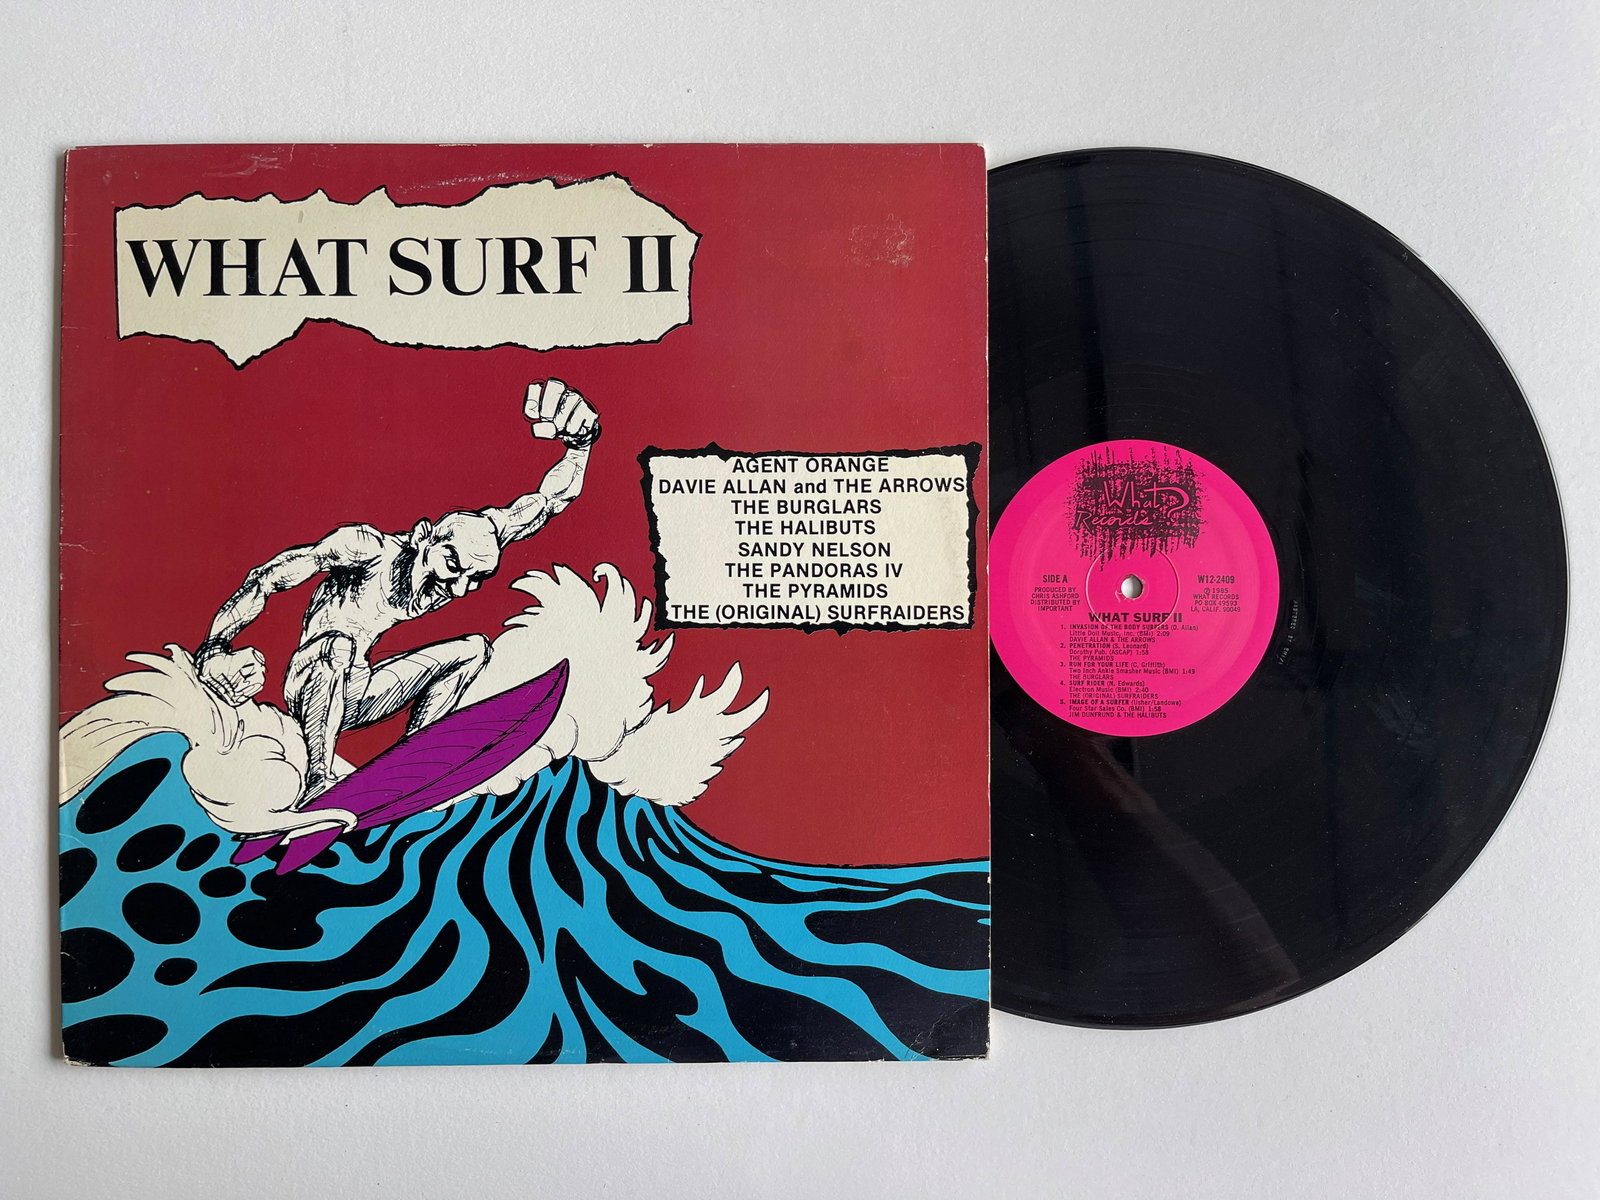 WHAT SURF II
AGENT ORANGE
DAVIE ALLAN and THE ARROWS
THE BURGLARS
THE HALIBUTS
SANDY NELSON
THE PANDORAS IV
THE PYRAMIDS
THE (ORIGINAL) SURFRAIDERS
What?
Records
SIDE A
PRODUCED BY
CHRIS ASHFORD
DISTRIBUTED BY
IMPORTANT
W12-2409
℗ 1985
WHAT RECORDS
PO BOX 49593
LA, CALIF. 90049
WHAT SURF II
1. INVASION OF THE BODY SURFERS (D. Allan)
Little Doll Music, Inc. (BMI) 2:09
DAVIE ALLAN & THE ARROWS
2. PENETRATION (S. Leonard)
Dorothy Pub. (ASCAP) 1:58
THE PYRAMIDS
3. RUN FOR YOUR LIFE (C. Griffith)
Two Inch Ankle Smasher Music (BMI) 1:49
THE BURGLARS
4. SURF RIDER (N. Edwards)
Electron Music (BMI) 2:40
THE (ORIGINAL) SURFRAIDERS
5. IMAGE OF A SURFER (Usher/Landowa)
Four Star Sales Co. (BMI) 1:58
JIM DUNFRUND & THE HALIBUTS